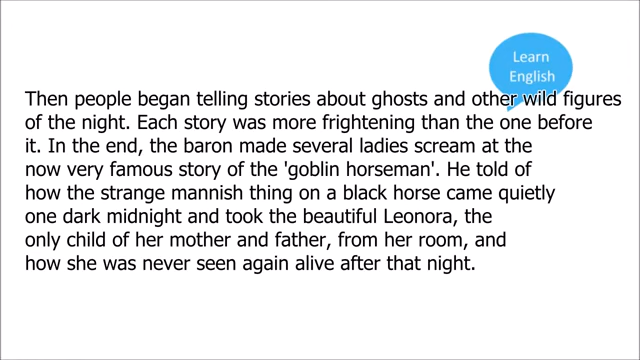 Learn
English
Then people began telling stories about ghosts and other wild figures
of the night. Each story was more frightening than the one before
it. In the end, the baron made several ladies scream at the
now very famous story of the 'goblin horseman'. He told of
how the strange mannish thing on a black horse came quietly
one dark midnight and took the beautiful Leonora, the
only child of her mother and father, from her room, and
how she was never seen again alive after that night.